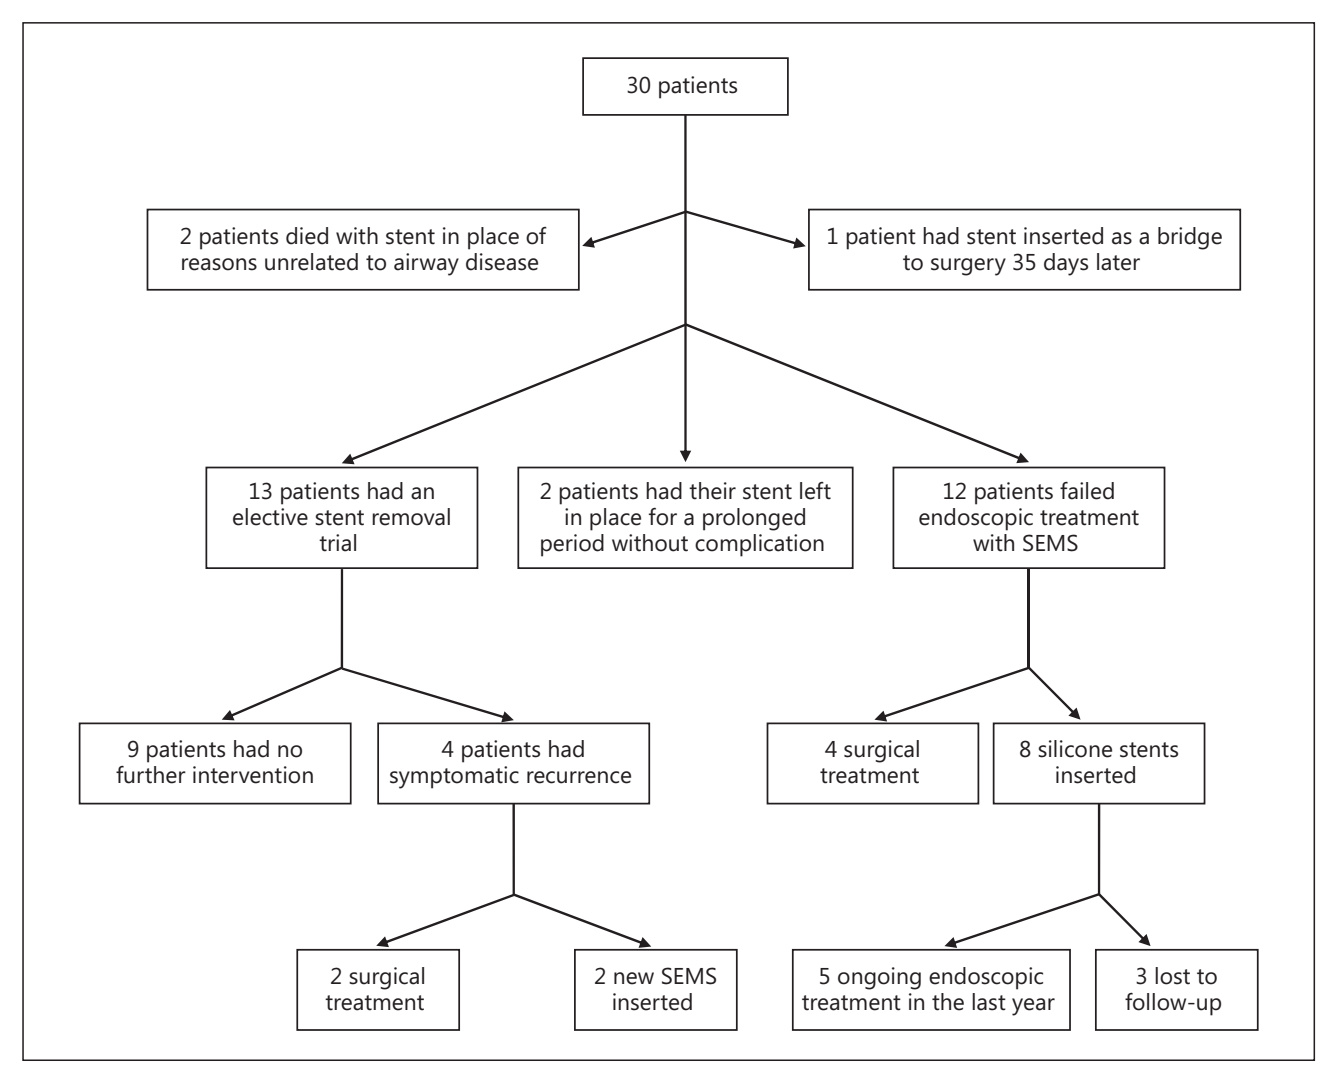 30 patients
2 patients died with stent in place of
reasons unrelated to airway disease
1 patient had stent inserted as a bridge
to surgery 35 days later
13 patients had an
elective stent removal
trial
2 patients had their stent left
in place for a prolonged
period without complication
12 patients failed
endoscopic treatment
with SEMS
9 patients had no
further intervention
4 patients had
symptomatic recurrence
4 surgical
treatment
8 silicone stents
inserted
2 surgical
treatment
2 new SEMS
inserted
5 ongoing endoscopic
treatment in the last year
3 lost to
follow-up